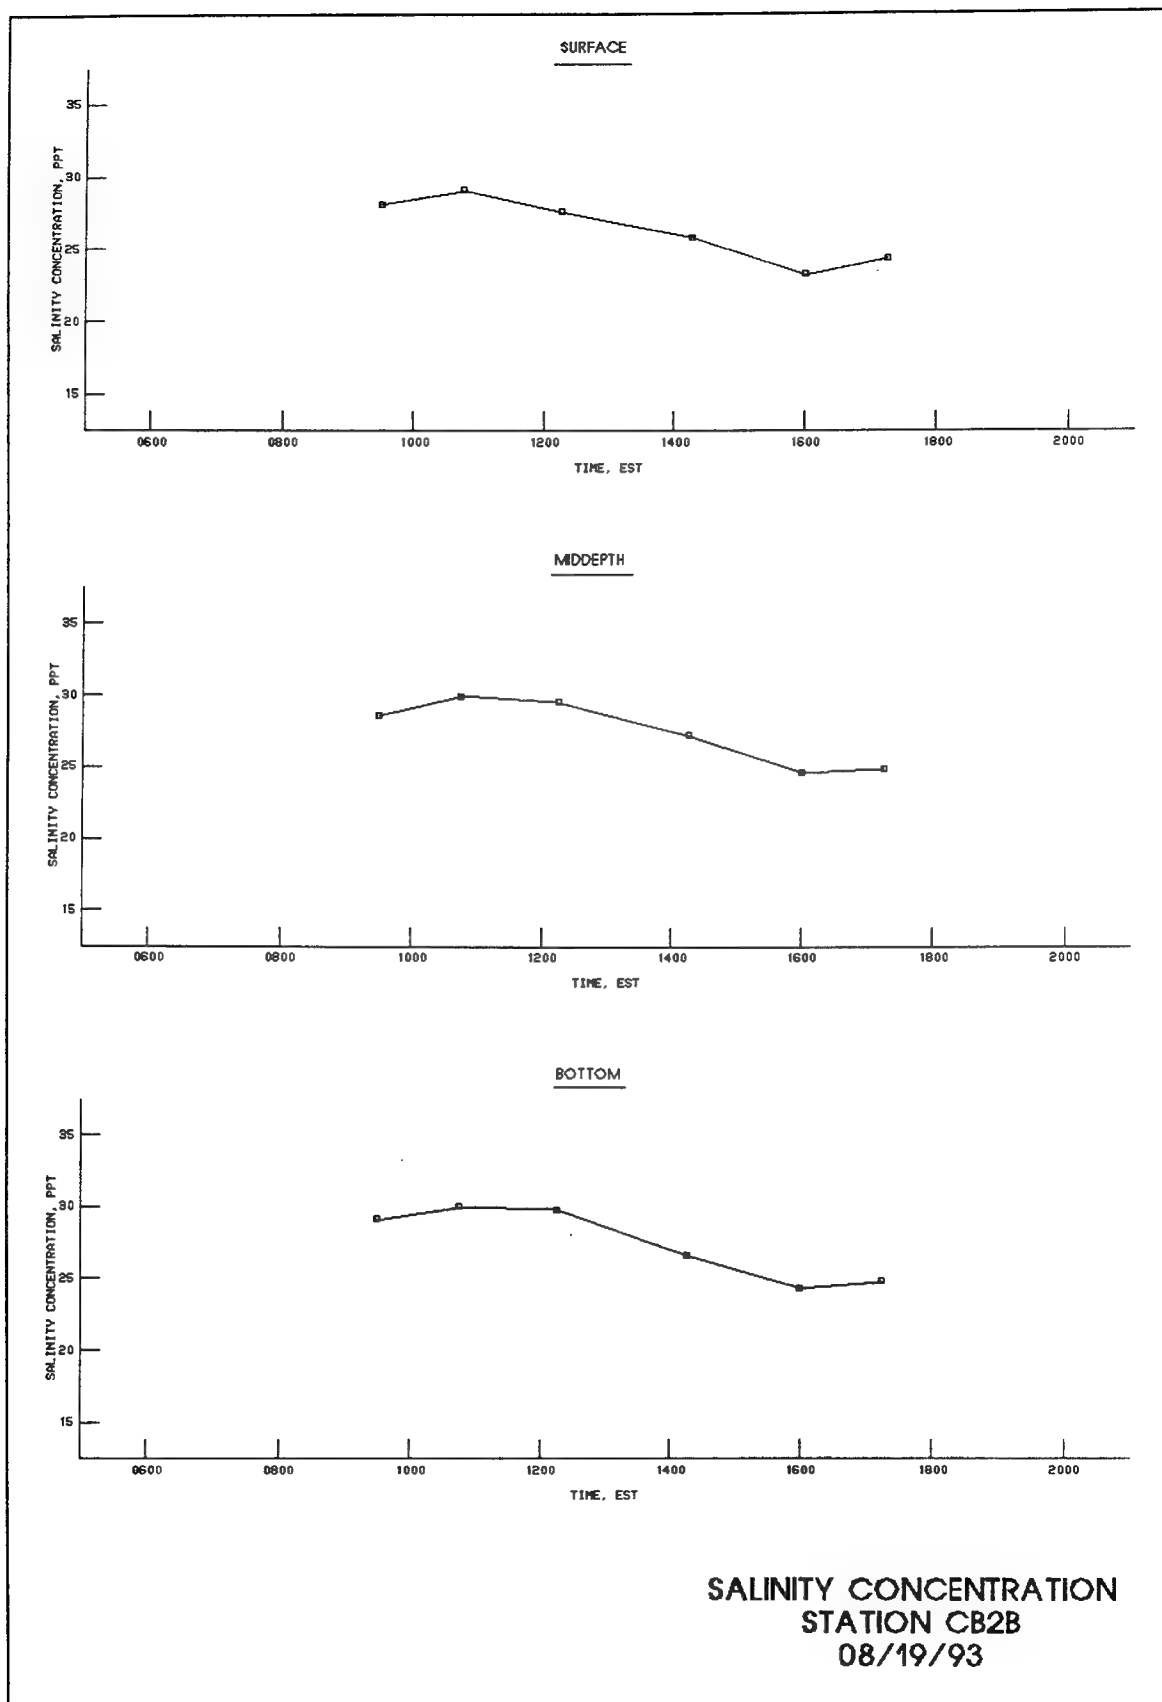 SURFACE
35
30
25
20
15
SALINITY CONCENTRATION, PPT
0600 0800 1000 1200 1400 1600 1800 2000
TIME, EST
MIDDEPTH
35
30
25
20
15
SALINITY CONCENTRATION, PPT
0600 0800 1000 1200 1400 1600 1800 2000
TIME, EST
BOTTOM
35
30
25
20
15
SALINITY CONCENTRATION, PPT
0600 0800 1000 1200 1400 1600 1800 2000
TIME, EST
SALINITY CONCENTRATION
STATION CB2B
08/19/93